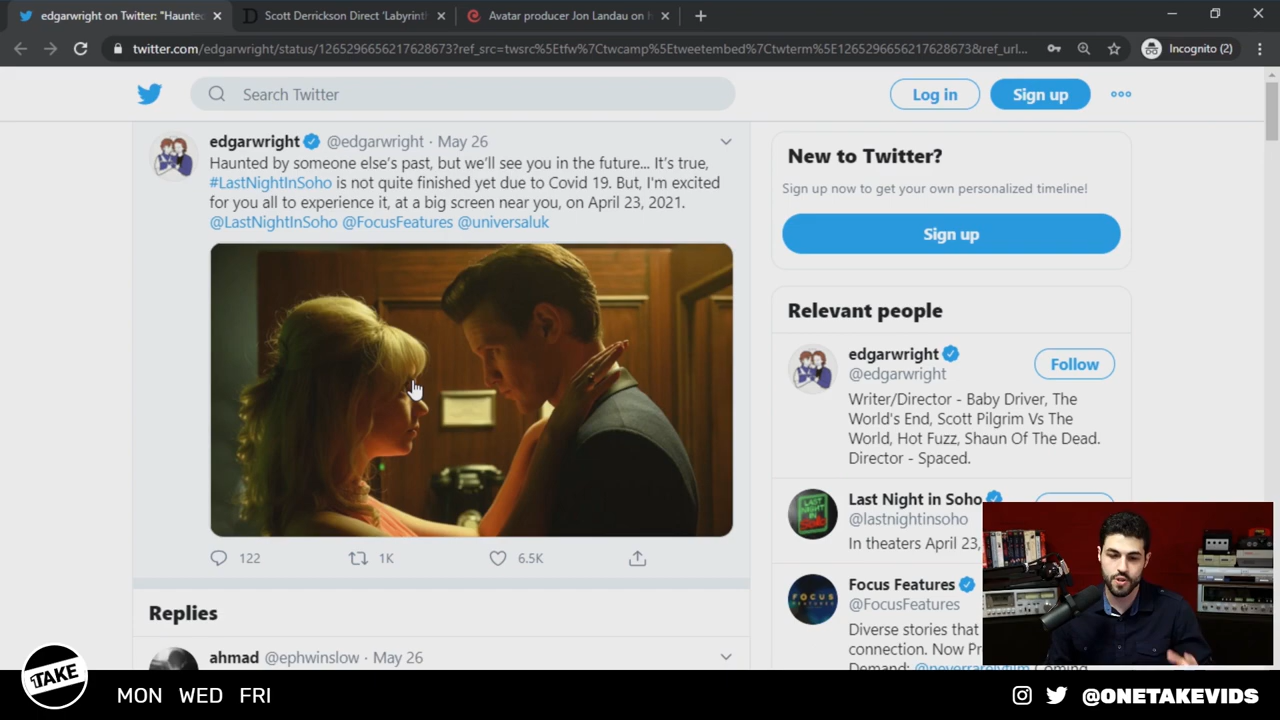 edgarwright on Twitter: "Haunted
Scott Derrickson Direct 'Labyrint
Avatar producer Jon Landau on h
twitter.com/edgarwright/status/1265296656217628673?ref_src=twsrc%5Etfw%7Ctwcamp%5Etweetembed%7Ctwterm%5E1265296656217628673&ref_url...
Incognito (2)
Search Twitter
Log in
Sign up
edgarwright @edgarwright · May 26
Haunted by someone else's past, but we'll see you in the future... It's true,
#LastNightInSoho is not quite finished yet due to Covid 19. But, I'm excited
for you all to experience it, at a big screen near you, on April 23, 2021.
@LastNightInSoho @FocusFeatures @universaluk
122
1K
6.5K
Replies
ahmad @ephwinslow · May 26
New to Twitter?
Sign up now to get your own personalized timeline!
Sign up
Relevant people
edgarwright
@edgarwright
Follow
Writer/Director - Baby Driver, The
World's End, Scott Pilgrim Vs The
World, Hot Fuzz, Shaun Of The Dead.
Director - Spaced.
Last Night in Soho
@lastnightinsoho
In theaters April 23,
Focus Features
@FocusFeatures
Diverse stories that
connection. Now Pr
Demand: @neverrarelyfilm Coming
1TAKE
MON WED FRI
@ONETAKEVIDS